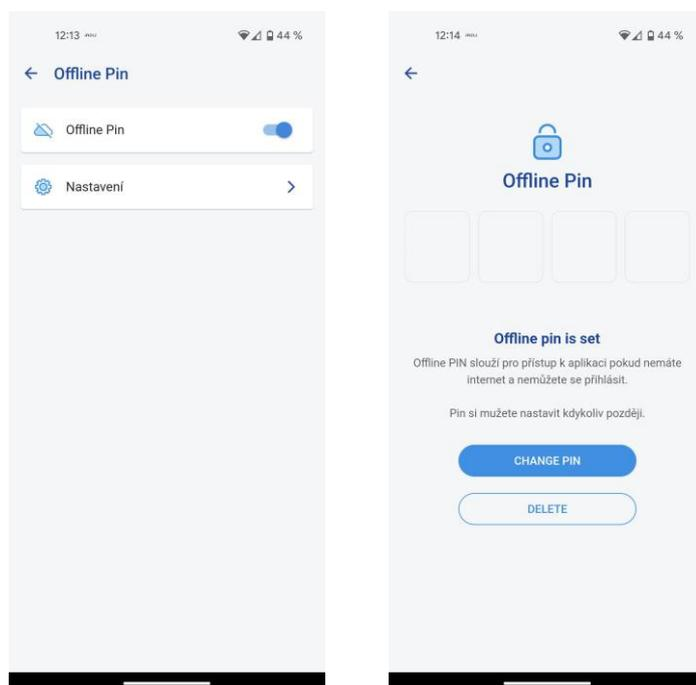 12:13
44 %
Offline Pin
Offline Pin
Nastavení
12:14
44 %
Offline Pin
Offline pin is set
Offline PIN slouží pro přístup k aplikaci pokud nemáte
internet a nemůžete se přihlásit.
Pin si mužete nastavit kdykoliv později.
CHANGE PIN
DELETE